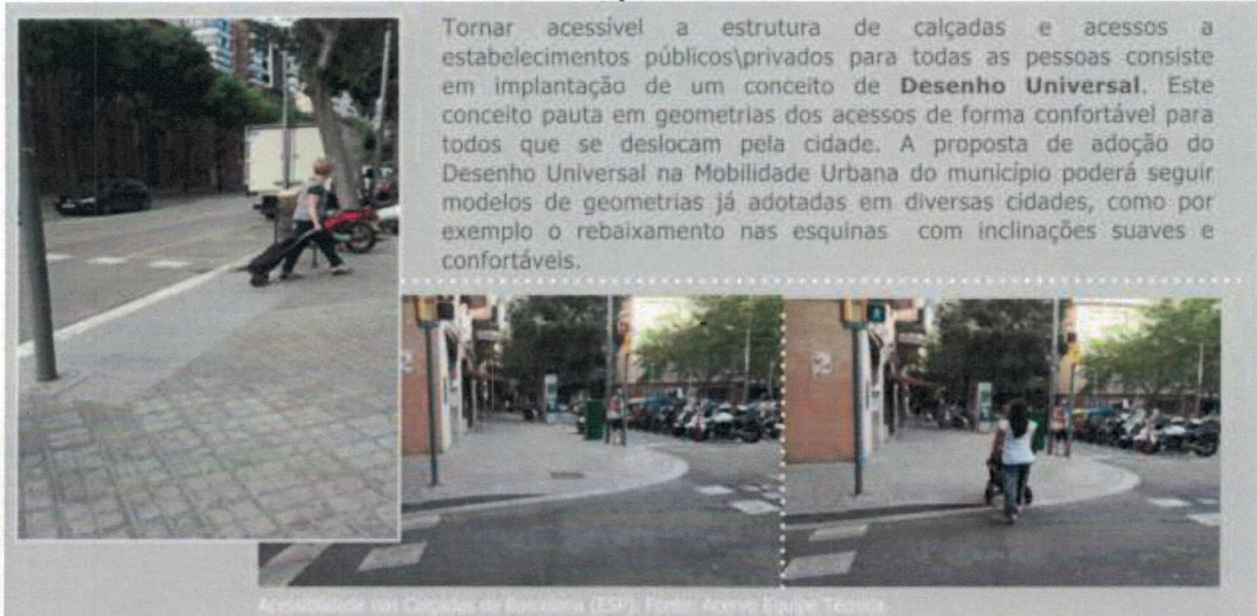 Tornar acessível a estrutura de calçadas e acessos a
estabelecimentos públicos\privados para todas as pessoas consiste
em implantação de um conceito de Desenho Universal. Este
conceito pauta em geometrias dos acessos de forma confortável para
todos que se deslocam pela cidade. A proposta de adoção do
Desenho Universal na Mobilidade Urbana do município poderá seguir
modelos de geometrias já adotadas em diversas cidades, como por
exemplo o rebaixamento nas esquinas com inclinações suaves e
confortáveis.
Acessibilidade nas Calçadas de Barcelona (ESP). Fonte: Acervo Equipe Técnica.